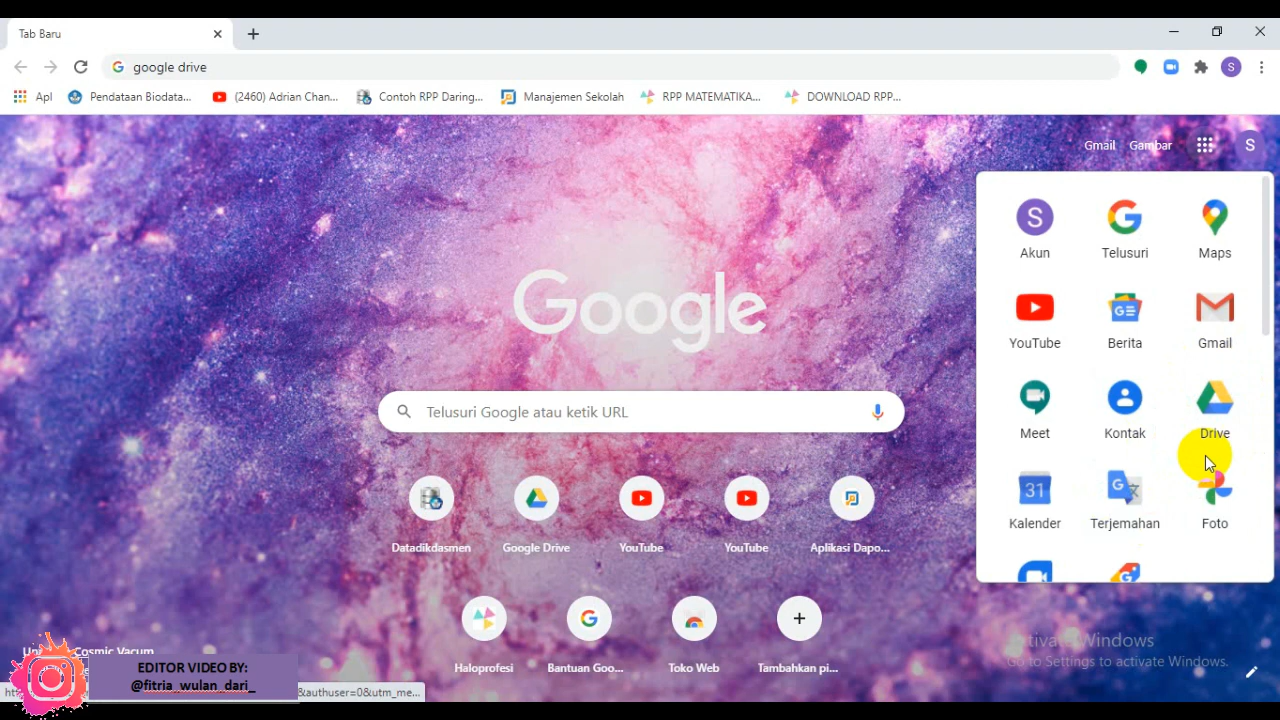 Tab Baru
google drive
Apl
Pendataan Biodata...
(2460) Adrian Chan...
Contoh RPP Daring...
Manajemen Sekolah
RPP MATEMATIKA...
DOWNLOAD RPP...
Gmail
Gambar
S
S
Akun
Telusuri
Maps
YouTube
Berita
Gmail
Meet
Kontak
Drive
31
Kalender
Terjemahan
Foto
Google
Telusuri Google atau ketik URL
Datadikdasmen
Google Drive
YouTube
YouTube
Aplikasi Dapo...
Haloprofesi
Bantuan Goo...
Toko Web
Tambahkan pi...
Activate Windows
Go to Settings to activate Windows.
Cosmic Vacum
EDITOR VIDEO BY:
@fitria_wulan_dari_
&authuser=0&utm_me...